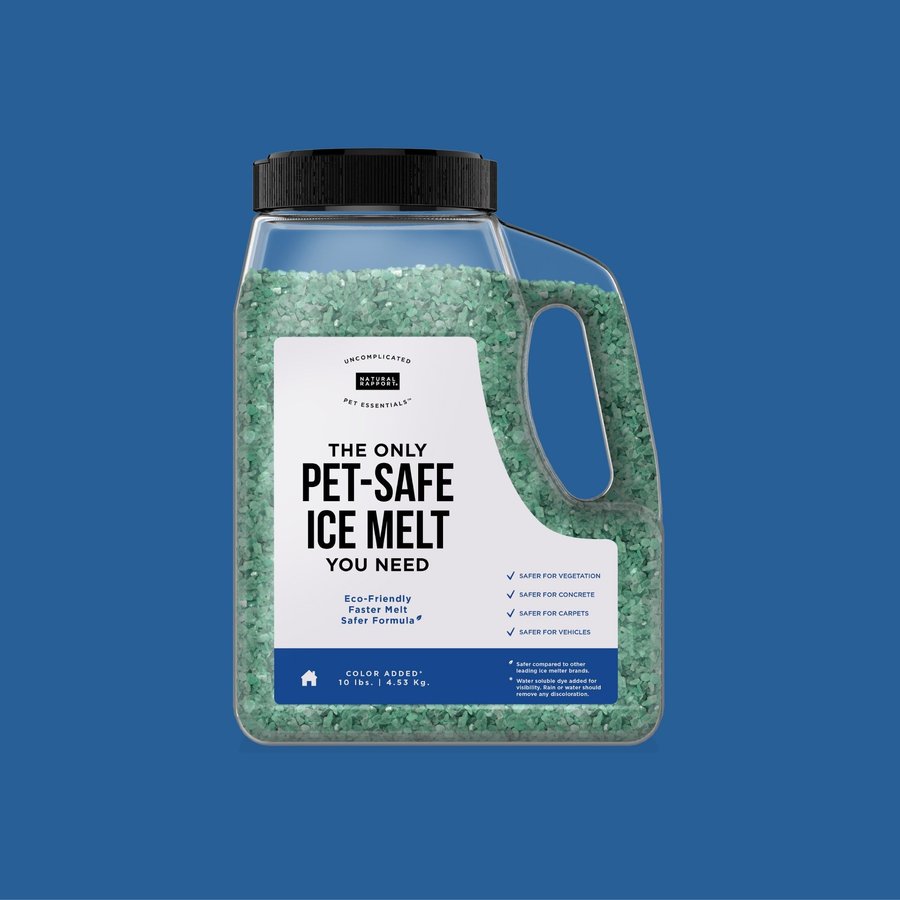 UNCOMPLICATED
NATURAL
RAPPORT®
PET ESSENTIALS™
THE ONLY
PET-SAFE
ICE MELT
YOU NEED
Eco-Friendly
Faster Melt
Safer Formula
SAFER FOR VEGETATION
SAFER FOR CONCRETE
SAFER FOR CARPETS
SAFER FOR VEHICLES
COLOR ADDED*
10 lbs. | 4.53 Kg.
Safer compared to other
leading ice melter brands.
* Water soluble dye added for
visibility. Rain or water should
remove any discoloration.